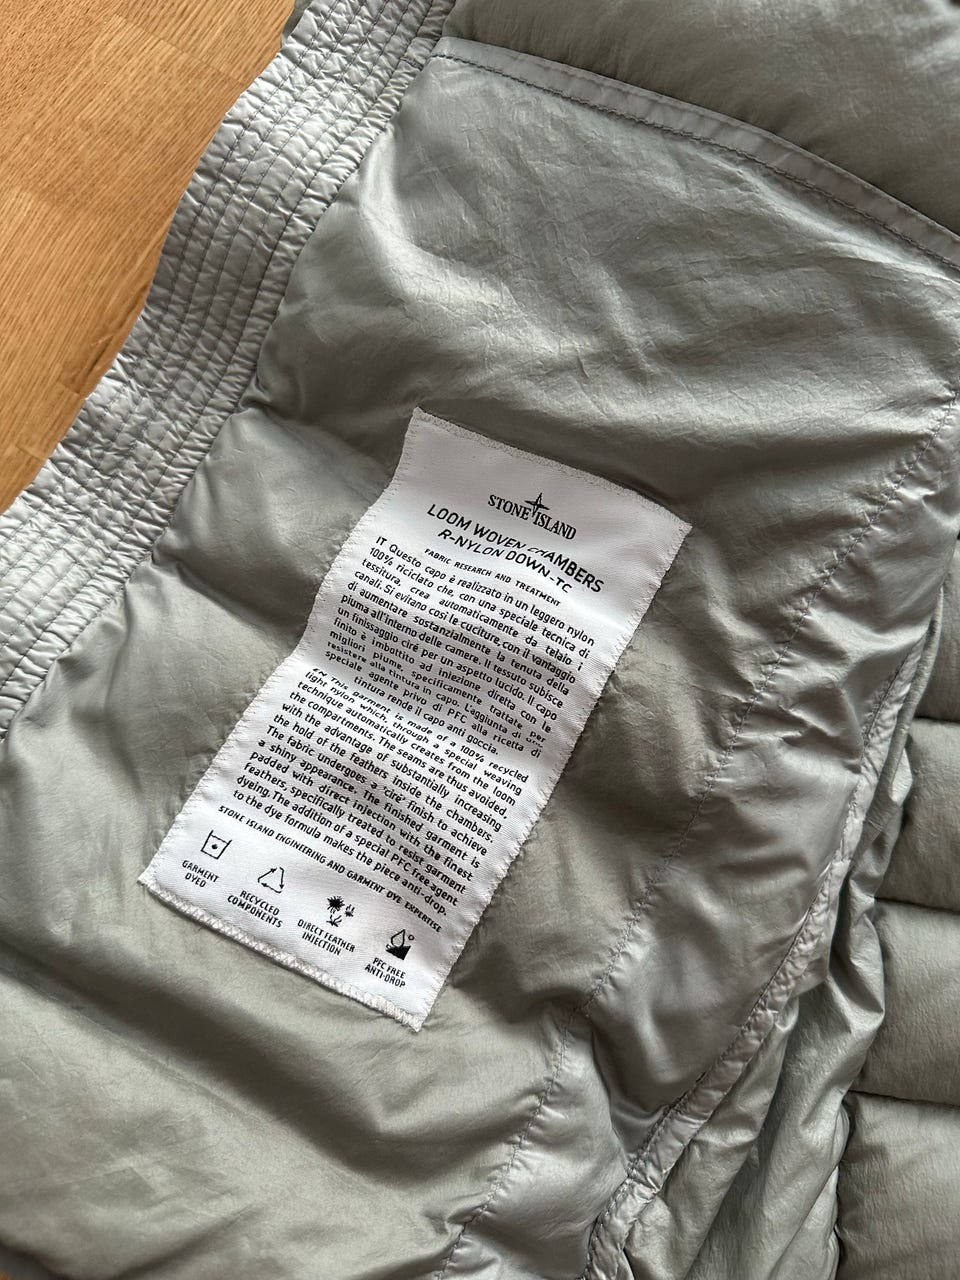 STONE ISLAND
LOOM WOVEN CHAMBERS
R-NYLON DOWN-TC
FABRIC RESEARCH AND TREATMENT
IT Questo capo è realizzato in un leggero nylon
100% riciclato che, con una speciale tecnica di
tessitura, crea automaticamente da telaio i
canali. Si evitano così le cuciture, con il vantaggio
di aumentare sostanzialmente la tenuta della
piuma all'interno delle camere. Il tessuto subisce
un finissaggio ciré per un aspetto lucido. Il capo
finito è imbottito ad iniezione diretta con le
migliori piume, specificamente trattate per
resistere alla tintura in capo. L'aggiunta di
speciale agente privo di PFC alla ricetta di
tintura rende il capo anti goccia.
EN This garment is made of a 100% recycled
light nylon which, through a special weaving
technique automatically creates from the loom
the compartments. The seams are thus avoided,
with the advantage of substantially increasing
the hold of the feathers inside the chambers.
The fabric undergoes a 'ciré' finish to achieve
a shiny appearance. The finished garment is
padded with direct injection with the finest
feathers, specifically treated to resist garment
dyeing. The addition of a special PFC free agent
to the dye formula makes the piece anti-drop.
STONE ISLAND ENGINEERING AND GARMENT DYE EXPERTISE
GARMENT
DYED
RECYCLED
COMPONENTS
DIRECT FEATHER
INJECTION
PFC FREE
ANTI-DROP